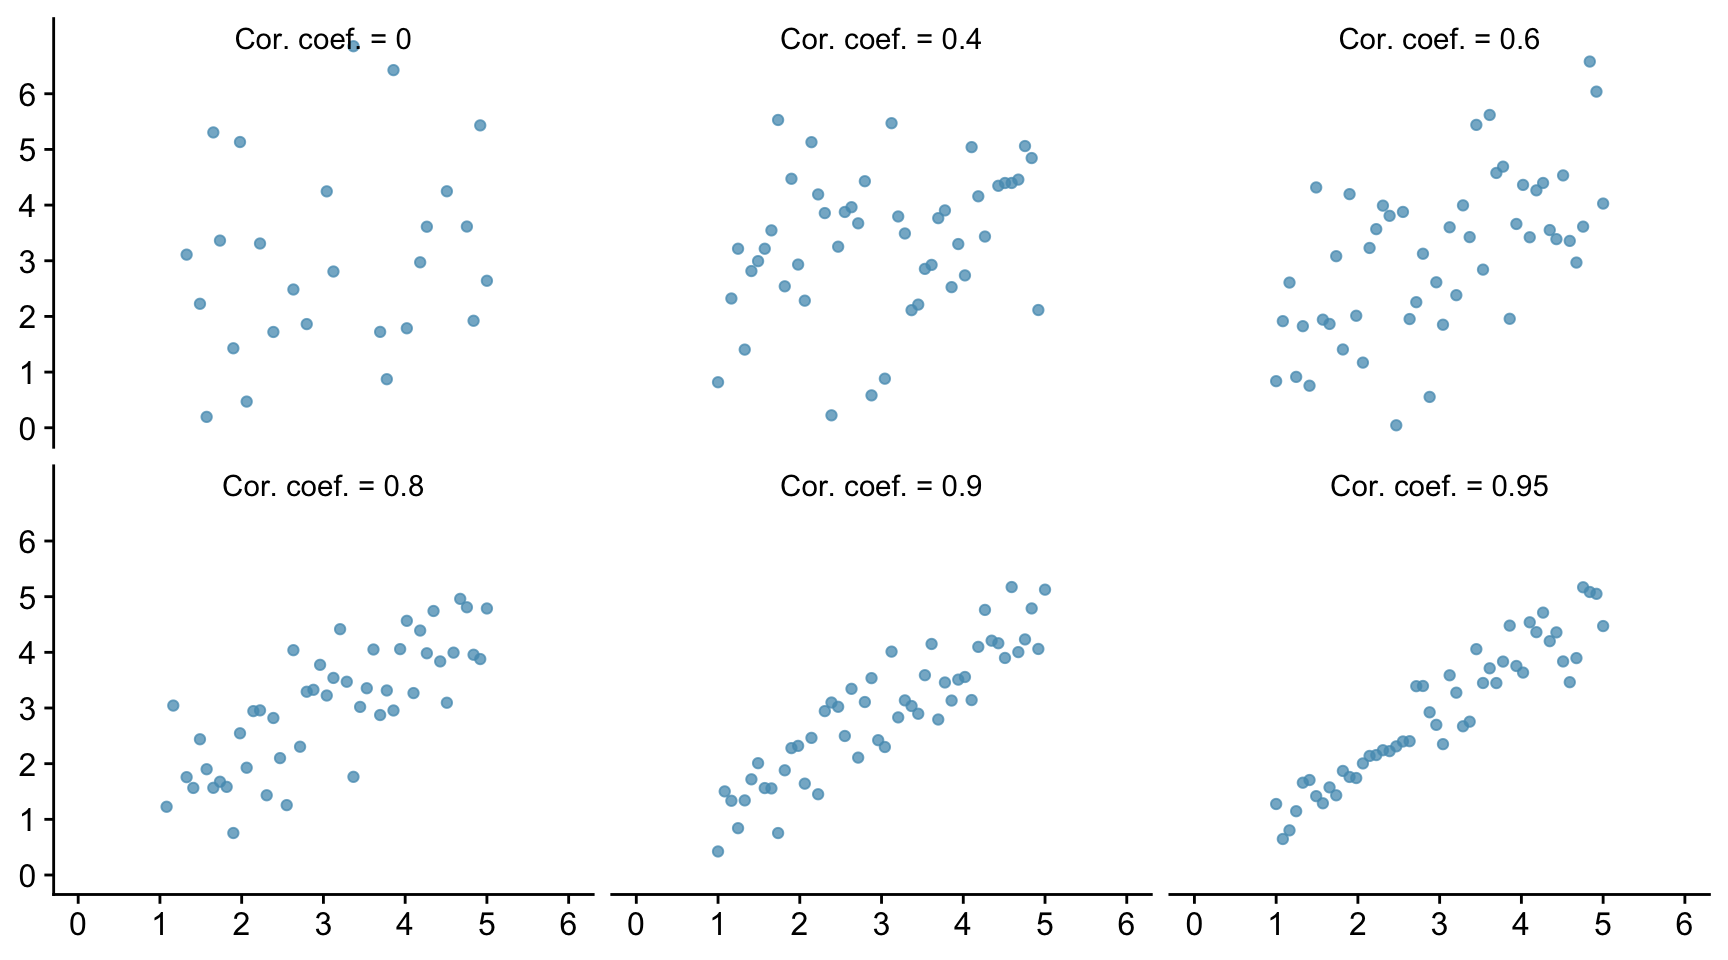 Cor. coef. = 0
Cor. coef. = 0.4
Cor. coef. = 0.6
6
5
4
3
2
1
0
Cor. coef. = 0.8
Cor. coef. = 0.9
Cor. coef. = 0.95
6
5
4
3
2
1
0
0 1 2 3 4 5 6
0 1 2 3 4 5 6
0 1 2 3 4 5 6